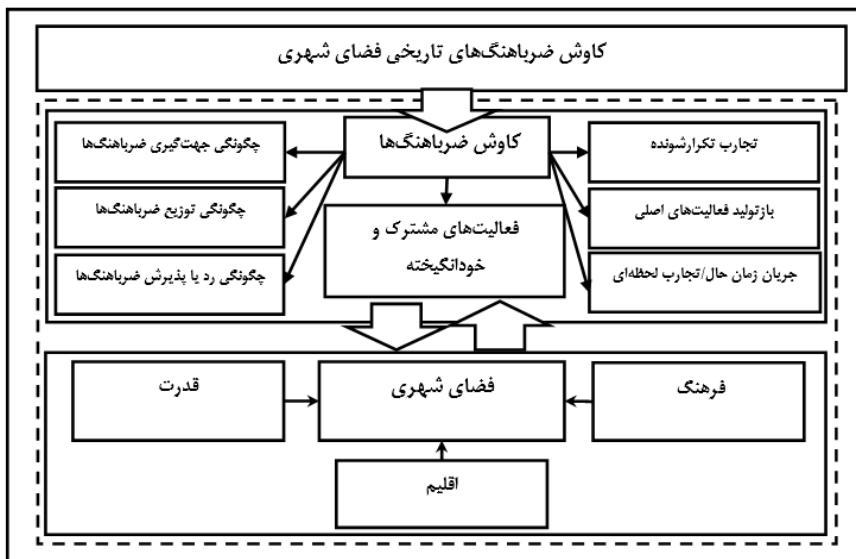 کاوش ضرباهنگ‌های تاریخی فضای شهری
کاوش ضرباهنگ‌ها
تجارب تکرارشونده
بازتولید فعالیت‌های اصلی
جریان زمان حال/تجارب لحظه‌ای
فعالیت‌های مشترک و
خودانگیخته
چگونگی جهت‌گیری ضرباهنگ‌ها
چگونگی توزیع ضرباهنگ‌ها
چگونگی رد یا پذیرش ضرباهنگ‌ها
فرهنگ
فضای شهری
قدرت
اقلیم